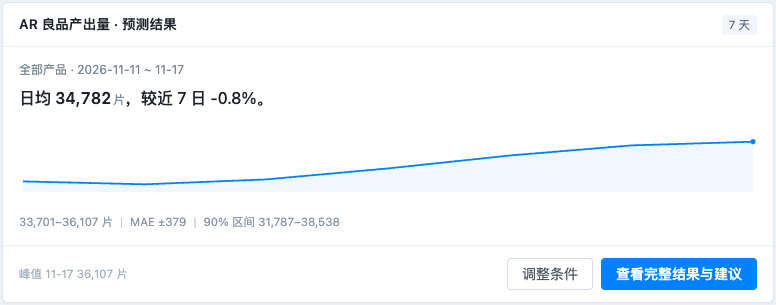 AR 良品产出量 · 预测结果
7 天
全部产品 · 2026-11-11 ~ 11-17
日均 34,782 片，较近 7 日 -0.8%。
33,701–36,107 片 | MAE ±379 | 90% 区间 31,787–38,538
峰值 11-17 36,107 片
调整条件
查看完整结果与建议